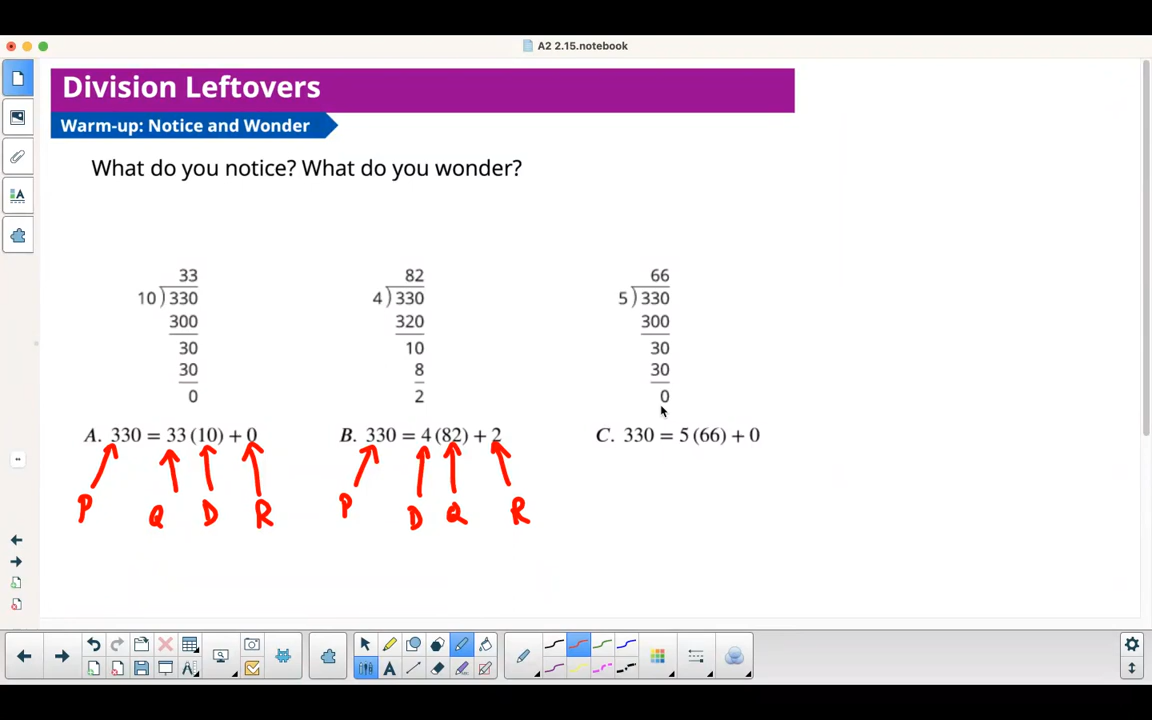 A2 2.15.notebook
Division Leftovers
Warm-up: Notice and Wonder
What do you notice? What do you wonder?
33
10)330
300
30
30
0
A. 330 = 33 (10) + 0
P Q D R
82
4)330
320
10
8
2
B. 330 = 4 (82) + 2
P D Q R
66
5)330
300
30
30
0
C. 330 = 5 (66) + 0